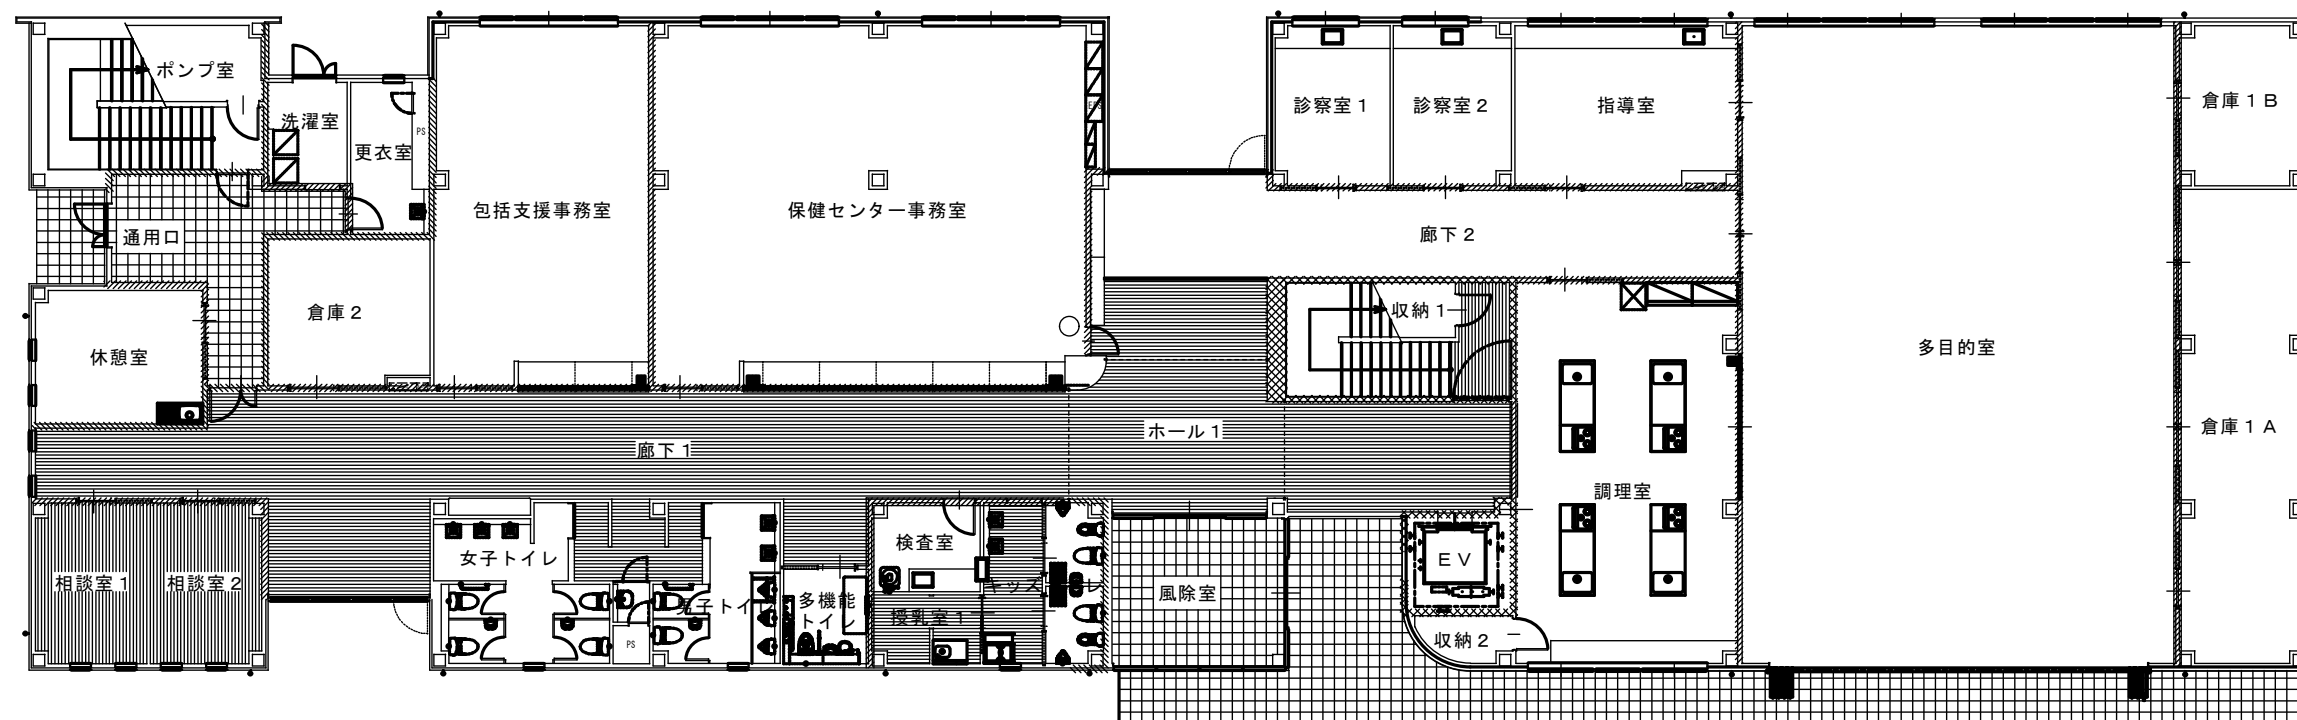 ポンプ室
洗濯室
PS
更衣室
通用口
倉庫2
休憩室
包括支援事務室
保健センター事務室
EPS
診察室1
診察室2
指導室
倉庫1B
廊下2
収納1
多目的室
倉庫1A
ホール1
廊下1
調理室
相談室1
相談室2
女子トイレ
PS
男子トイレ
多機能
トイレ
検査室
授乳室1
キッズトイレ
風除室
EV
収納2